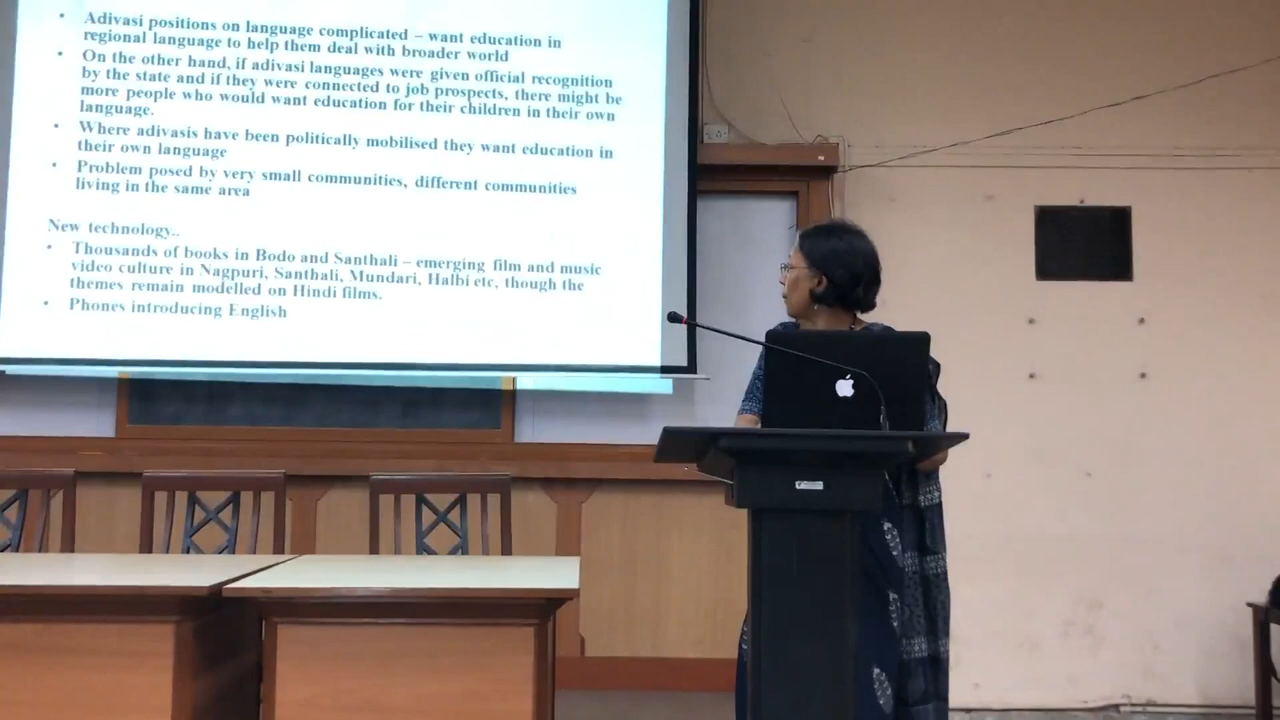 • Adivasi positions on language complicated – want education in
regional language to help them deal with broader world
• On the other hand, if adivasi languages were given official recognition
by the state and if they were connected to job prospects, there might be
more people who would want education for their children in their own
language.
• Where adivasis have been politically mobilised they want education in
their own language
• Problem posed by very small communities, different communities
living in the same area
New technology..
• Thousands of books in Bodo and Santhali – emerging film and music
video culture in Nagpuri, Santhali, Mundari, Halbi etc, though the
themes remain modelled on Hindi films.
• Phones introducing English